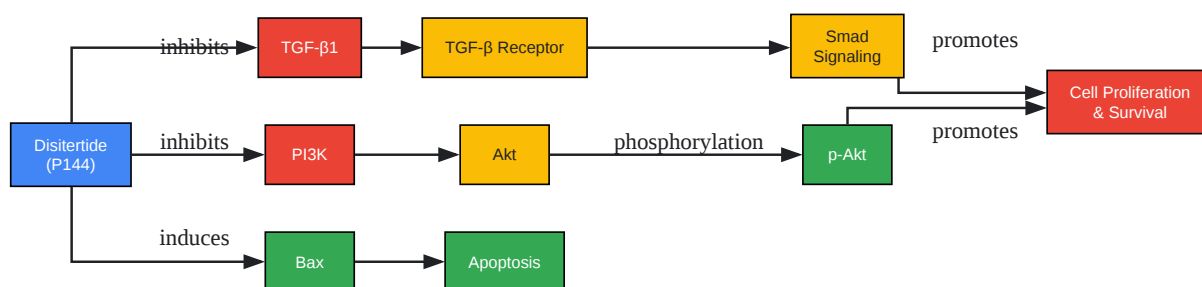 inhibits
TGF-β1
TGF-β Receptor
Smad
Signaling
promotes
Cell Proliferation
& Survival
Disitertide
(P144)
inhibits
PI3K
Akt
phosphorylation
p-Akt
promotes
induces
Bax
Apoptosis